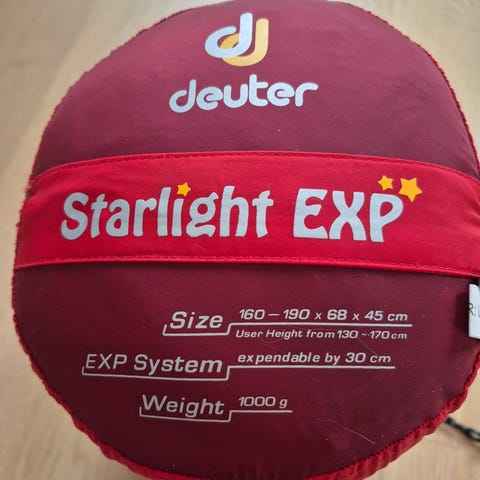 deuter
Starlight EXP
Size 160 – 190 x 68 x 45 cm
User Height from 130 – 170 cm
EXP System expendable by 30 cm
Weight 1000 g